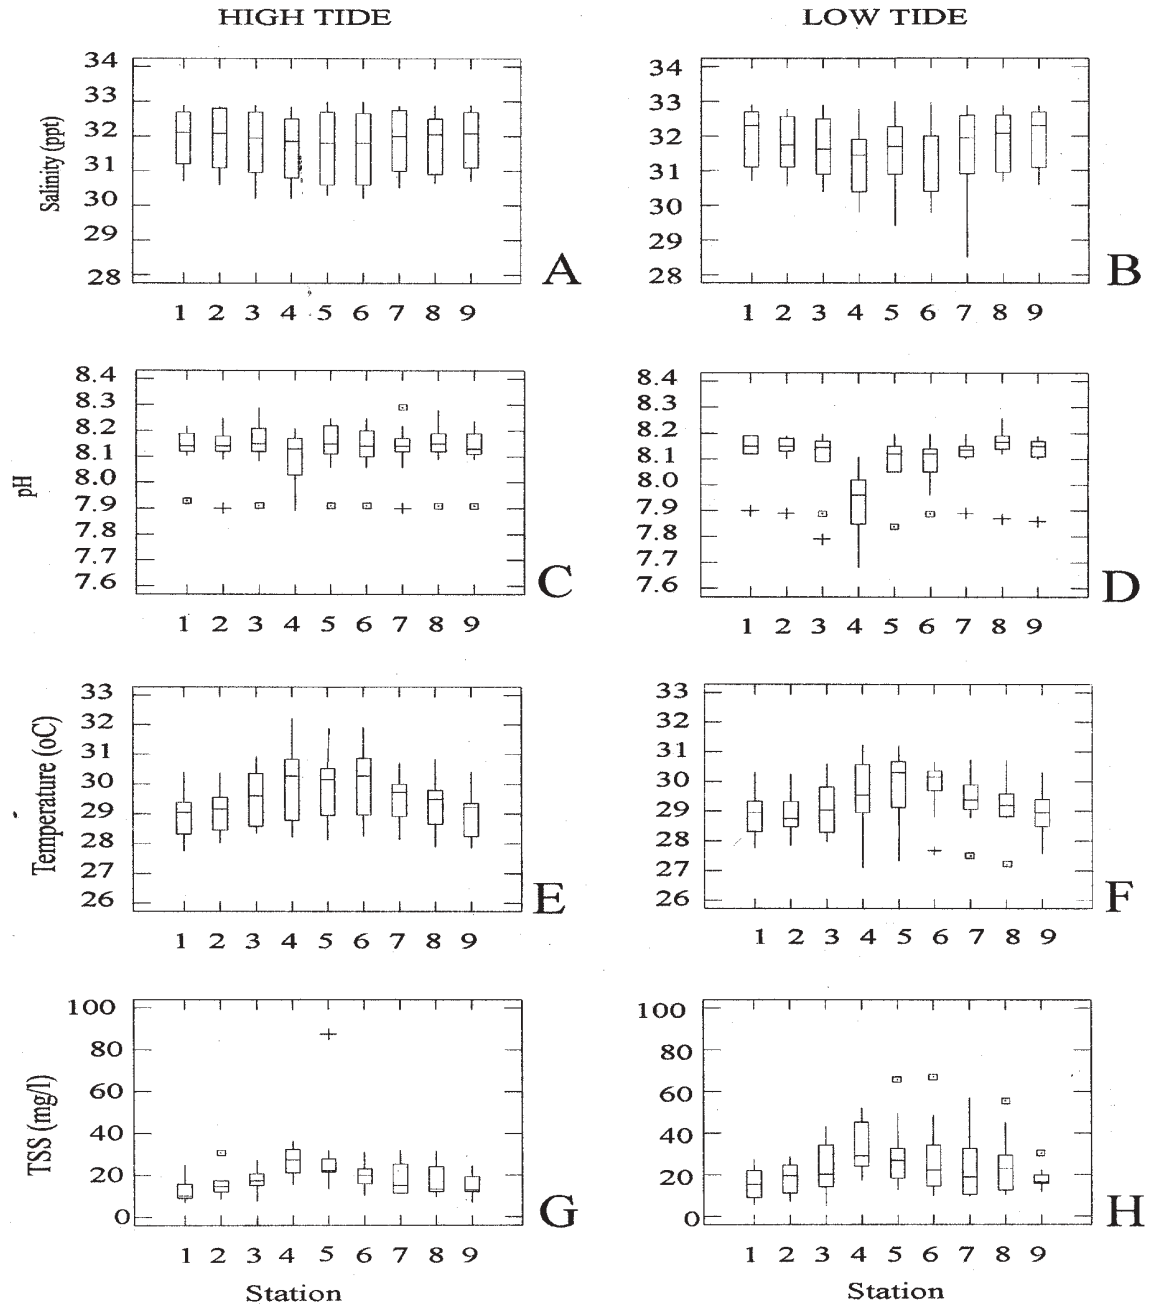 HIGH TIDE
LOW TIDE
Salinity (ppt)
34
33
32
31
30
29
28
1 2 3 4 5 6 7 8 9
A
34
33
32
31
30
29
28
1 2 3 4 5 6 7 8 9
B
pH
8.4
8.3
8.2
8.1
8.0
7.9
7.8
7.7
7.6
1 2 3 4 5 6 7 8 9
C
8.4
8.3
8.2
8.1
8.0
7.9
7.8
7.7
7.6
1 2 3 4 5 6 7 8 9
D
Temperature (oC)
33
32
31
30
29
28
27
26
1 2 3 4 5 6 7 8 9
E
33
32
31
30
29
28
27
26
1 2 3 4 5 6 7 8 9
F
TSS (mg/l)
100
80
60
40
20
0
1 2 3 4 5 6 7 8 9
Station
G
100
80
60
40
20
0
1 2 3 4 5 6 7 8 9
Station
H